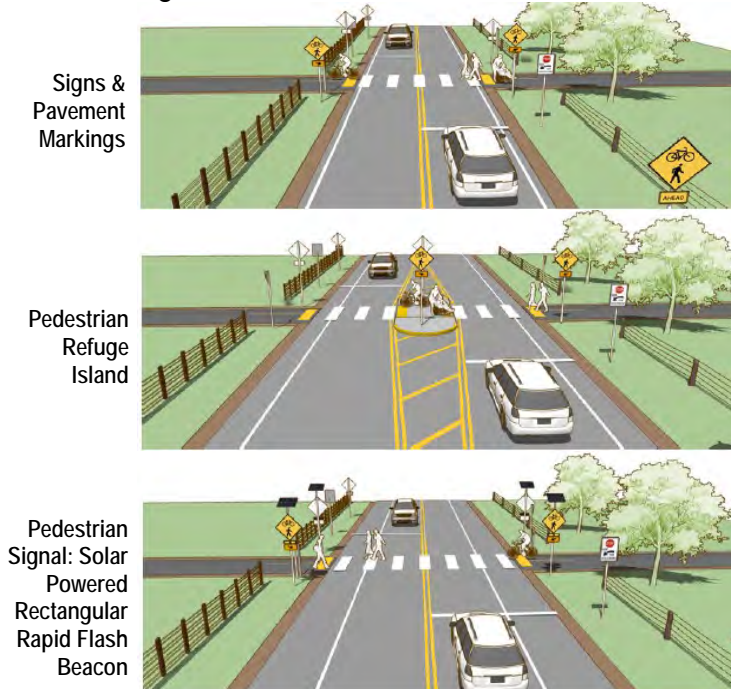 Signs &
Pavement
Markings
AHEAD
Pedestrian
Refuge
Island
Pedestrian
Signal: Solar
Powered
Rectangular
Rapid Flash
Beacon